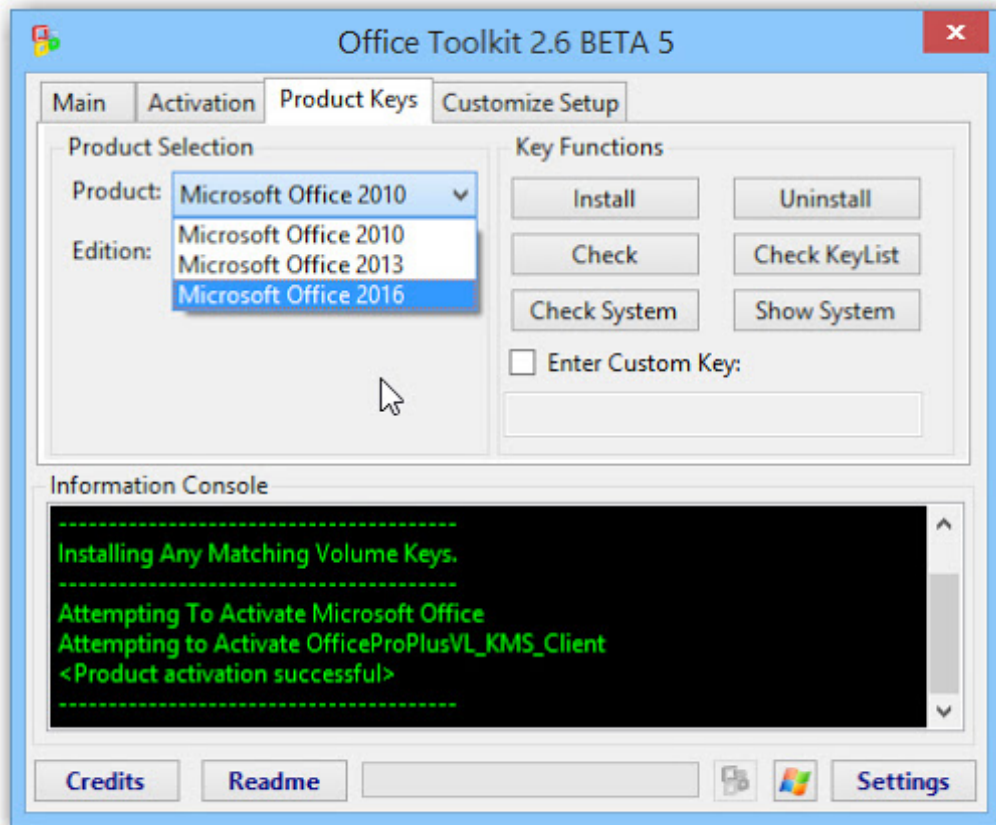 Office Toolkit 2.6 BETA 5
Main Activation Product Keys Customize Setup
Product Selection
Product: Microsoft Office 2010
Microsoft Office 2010
Edition:
Microsoft Office 2013
Microsoft Office 2016
Key Functions
Install Uninstall
Check Check KeyList
Check System Show System
Enter Custom Key:
Information Console
----------------------------------------
Installing Any Matching Volume Keys.
----------------------------------------
Attempting To Activate Microsoft Office
Attempting to Activate OfficeProPlusVL_KMS_Client
<Product activation successful>
----------------------------------------
Credits Readme Settings